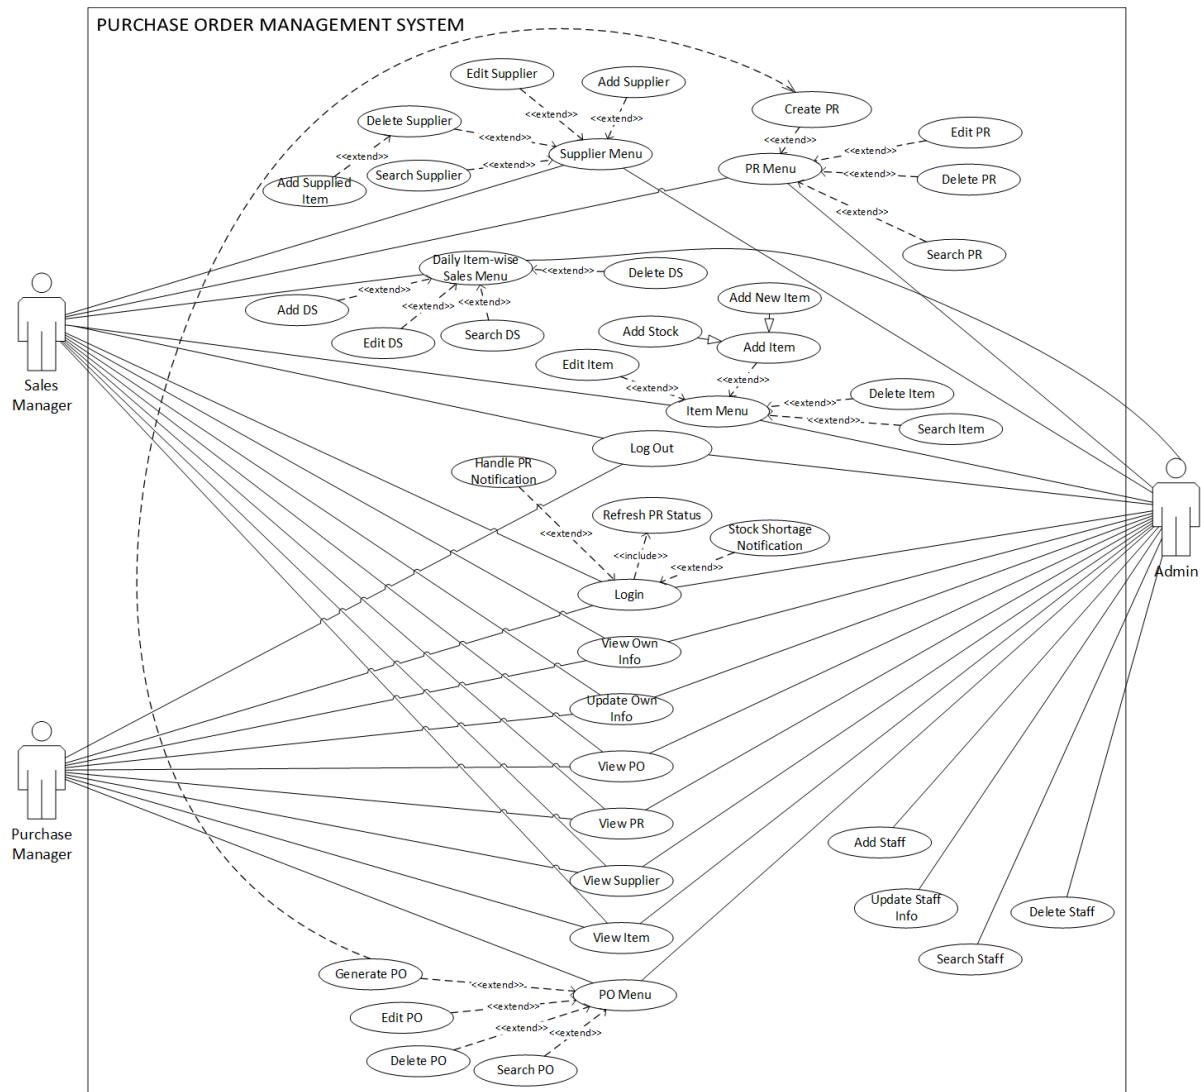 PURCHASE ORDER MANAGEMENT SYSTEM
Edit Supplier
Add Supplier
<<extend>>
<<extend>>
Delete Supplier
<<extend>>
<<extend>>
Supplier Menu
Search Supplier
<<extend>>
Add Supplied
Item
Create PR
<<extend>>
Edit PR
<<extend>>
PR Menu
<<extend>>
Delete PR
<<extend>>
Search PR
Daily Item-wise
Sales Menu
<<extend>>
Delete DS
<<extend>>
Add DS
<<extend>>
<<extend>>
Edit DS
Search DS
Add New Item
Add Stock
Add Item
Edit Item
<<extend>>
<<extend>>
Item Menu
Delete Item
<<extend>>
<<extend>>
Search Item
Sales
Manager
Log Out
Handle PR
Notification
<<extend>>
Refresh PR Status
<<include>>
Stock Shortage
Notification
<<extend>>
Login
Admin
View Own
Info
Update Own
Info
View PO
View PR
View Supplier
View Item
Purchase
Manager
Add Staff
Update Staff
Info
Delete Staff
Search Staff
Generate PO
<<extend>>
PO Menu
Edit PO
<<extend>>
<<extend>>
<<extend>>
Delete PO
Search PO